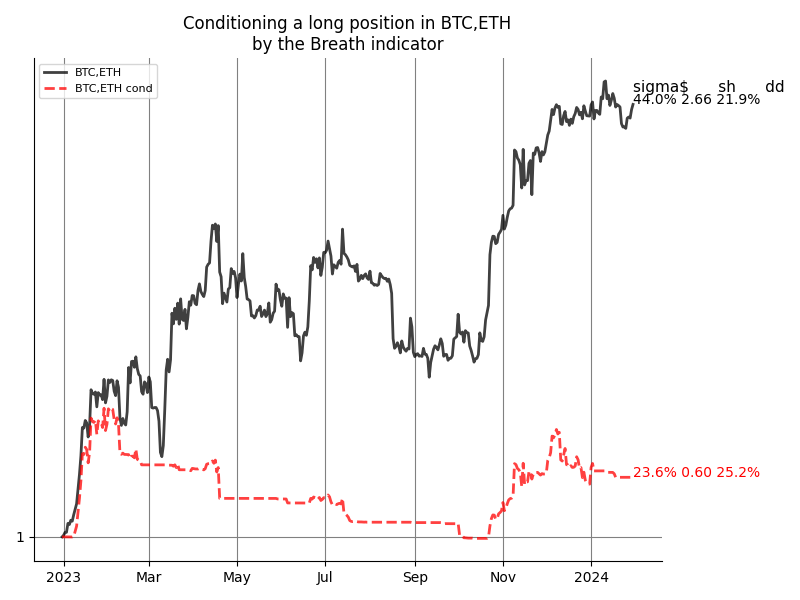 Conditioning a long position in BTC,ETH
by the Breath indicator
BTC,ETH
BTC,ETH cond
sigma$ sh dd
44.0% 2.66 21.9%
23.6% 0.60 25.2%
1
2023 Mar May Jul Sep Nov 2024